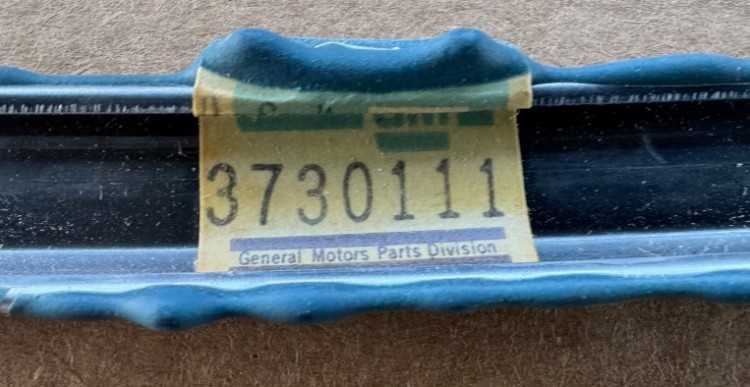 3730111
General Motors Parts Division